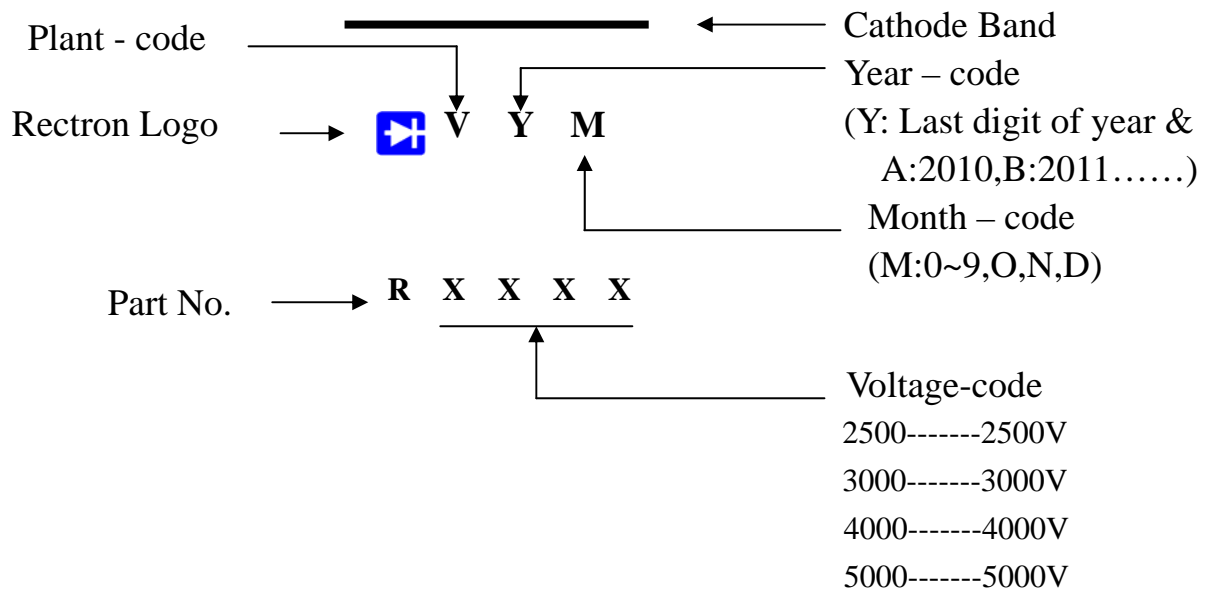 Cathode Band
Plant - code
Year – code
Rectron Logo
V Y M
(Y: Last digit of year &
A:2010,B:2011……)
Month – code
(M:0~9,O,N,D)
Part No.
R X X X X
Voltage-code
2500-------2500V
3000-------3000V
4000-------4000V
5000-------5000V